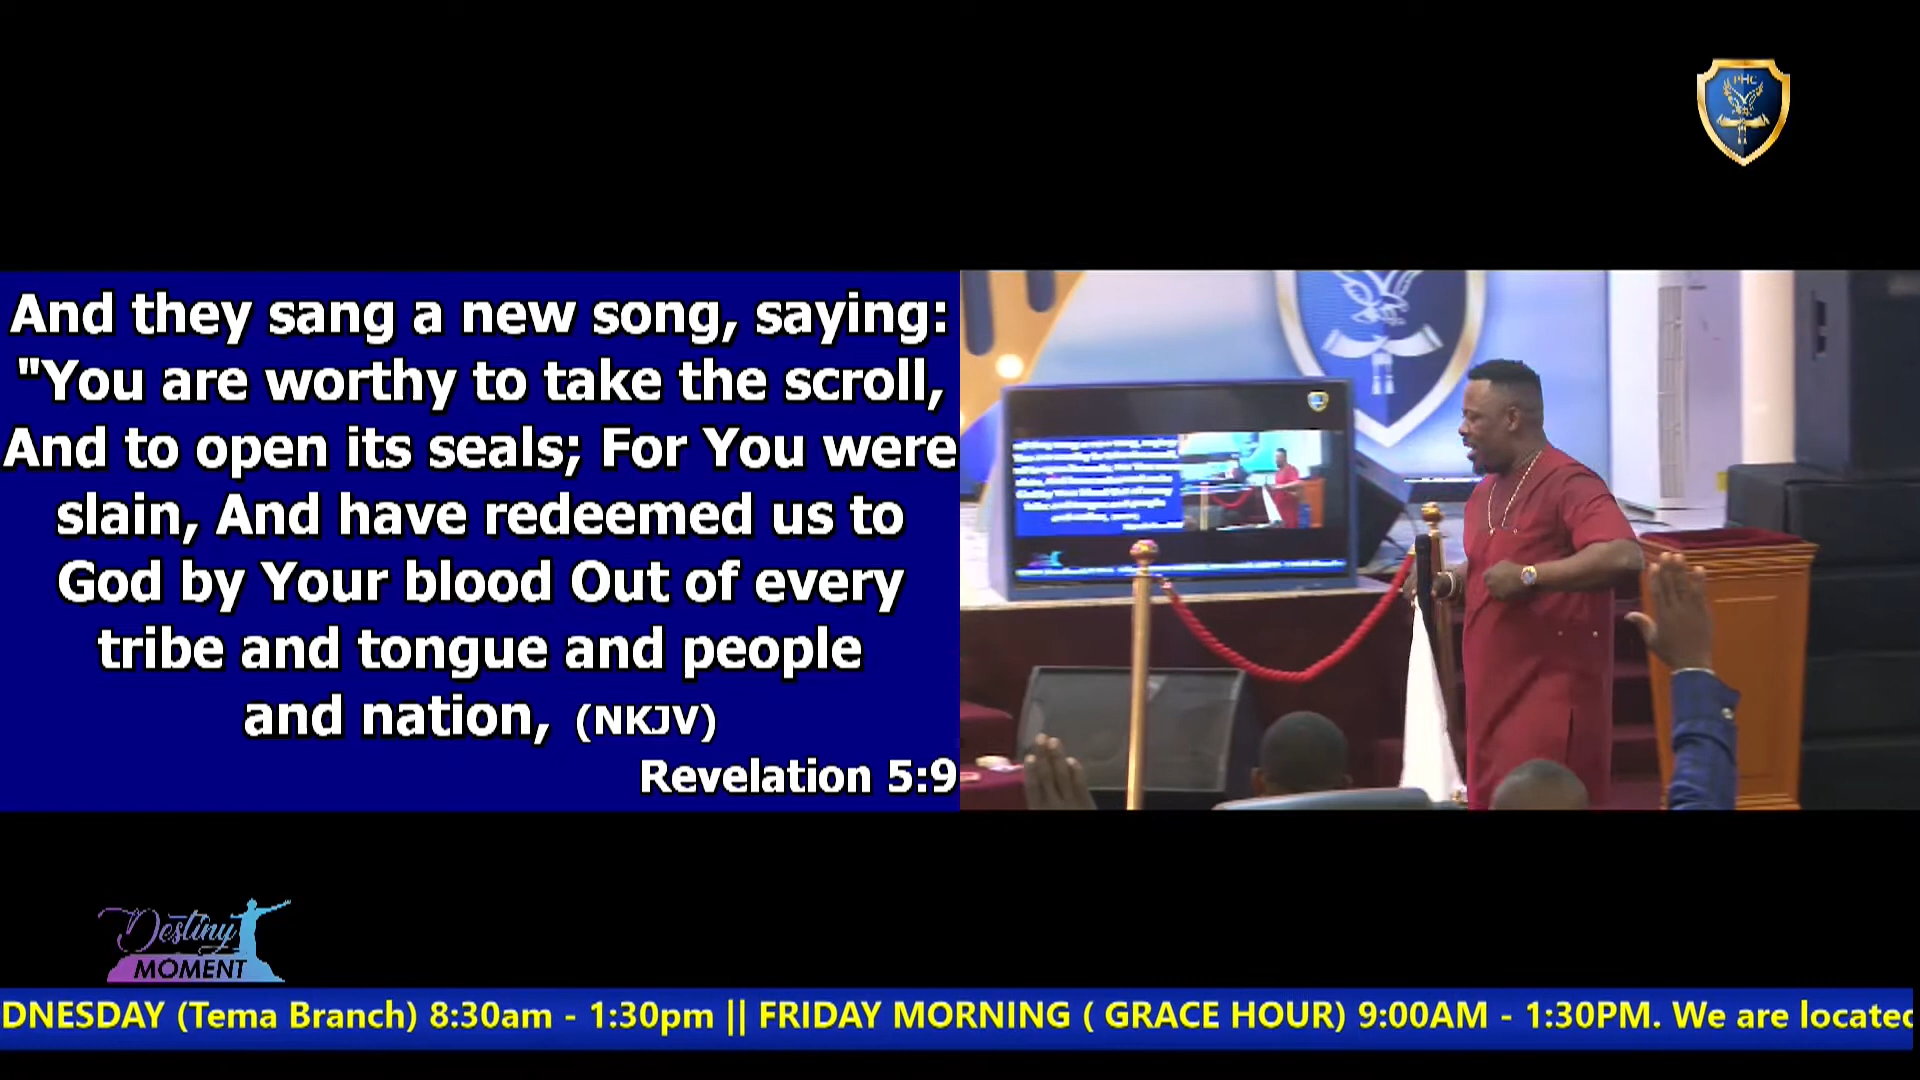 PHC
And they sang a new song, saying:
"You are worthy to take the scroll,
And to open its seals; For You were
slain, And have redeemed us to
God by Your blood Out of every
tribe and tongue and people
and nation, (NKJV)
Revelation 5:9
Destiny
MOMENT
DNESDAY (Tema Branch) 8:30am - 1:30pm || FRIDAY MORNING ( GRACE HOUR) 9:00AM - 1:30PM. We are located